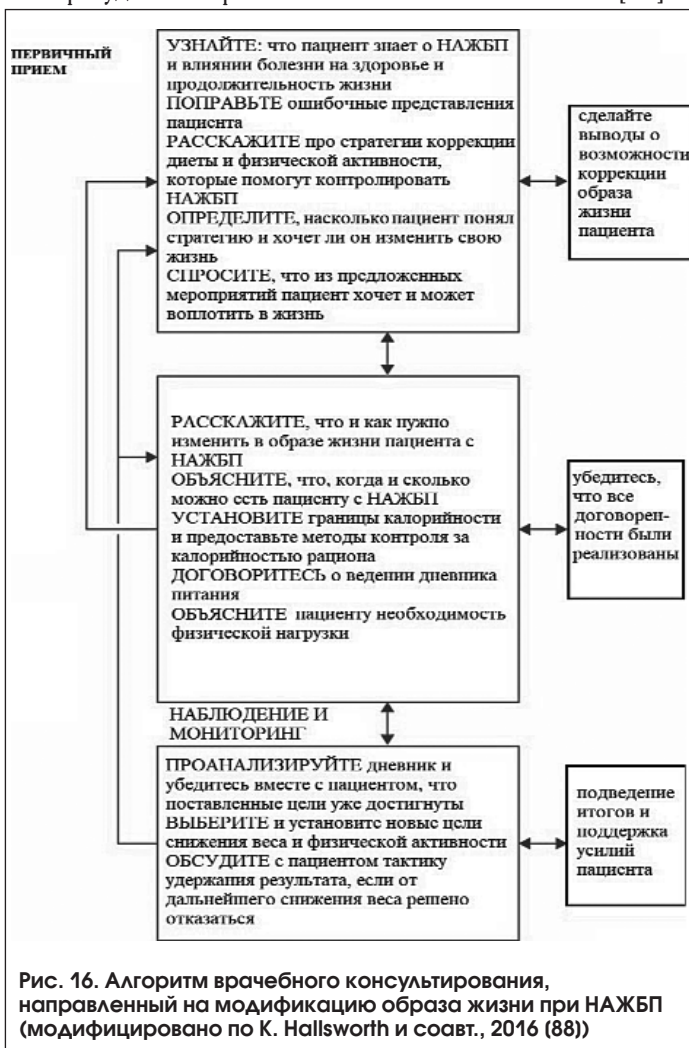 ПЕРВИЧНЫЙ
ПРИЕМ
УЗНАЙТЕ: что пациент знает о НАЖБП
и влиянии болезни на здоровье и
продолжительность жизни
ПОПРАВЬТЕ ошибочные представления
пациента
РАССКАЖИТЕ про стратегии коррекции
диеты и физической активности,
которые помогут контролировать
НАЖБП
ОПРЕДЕЛИТЕ, насколько пациент понял
стратегию и хочет ли он изменить свою
жизнь
СПРОСИТЕ, что из предложенных
мероприятий пациент хочет и может
воплотить в жизнь
сделайте
выводы о
возможности
коррекции
образа
жизни
пациента
РАССКАЖИТЕ, что и как нужно
изменить в образе жизни пациента с
НАЖБП
ОБЪЯСНИТЕ, что, когда и сколько
можно есть пациенту с НАЖБП
УСТАНОВИТЕ границы калорийности
и предоставьте методы контроля за
калорийностью рациона
ДОГОВОРИТЕСЬ о ведении дневника
питания
ОБЪЯСНИТЕ пациенту необходимость
физической нагрузки
убедитесь,
что все
договорен-
ности были
реализованы
НАБЛЮДЕНИЕ И
МОНИТОРИНГ
ПРОАНАЛИЗИРУЙТЕ дневник и
убедитесь вместе с пациентом, что
поставленные цели уже достигнуты
ВЫБЕРИТЕ и установите новые цели
снижения веса и физической активности
ОБСУДИТЕ с пациентом тактику
удержания результата, если от
дальнейшего снижения веса решено
отказаться
подведение
итогов и
поддержка
усилий
пациента
Рис. 16. Алгоритм врачебного консультирования,
направленный на модификацию образа жизни при НАЖБП
(модифицировано по K. Hallsworth и соавт., 2016 (88))